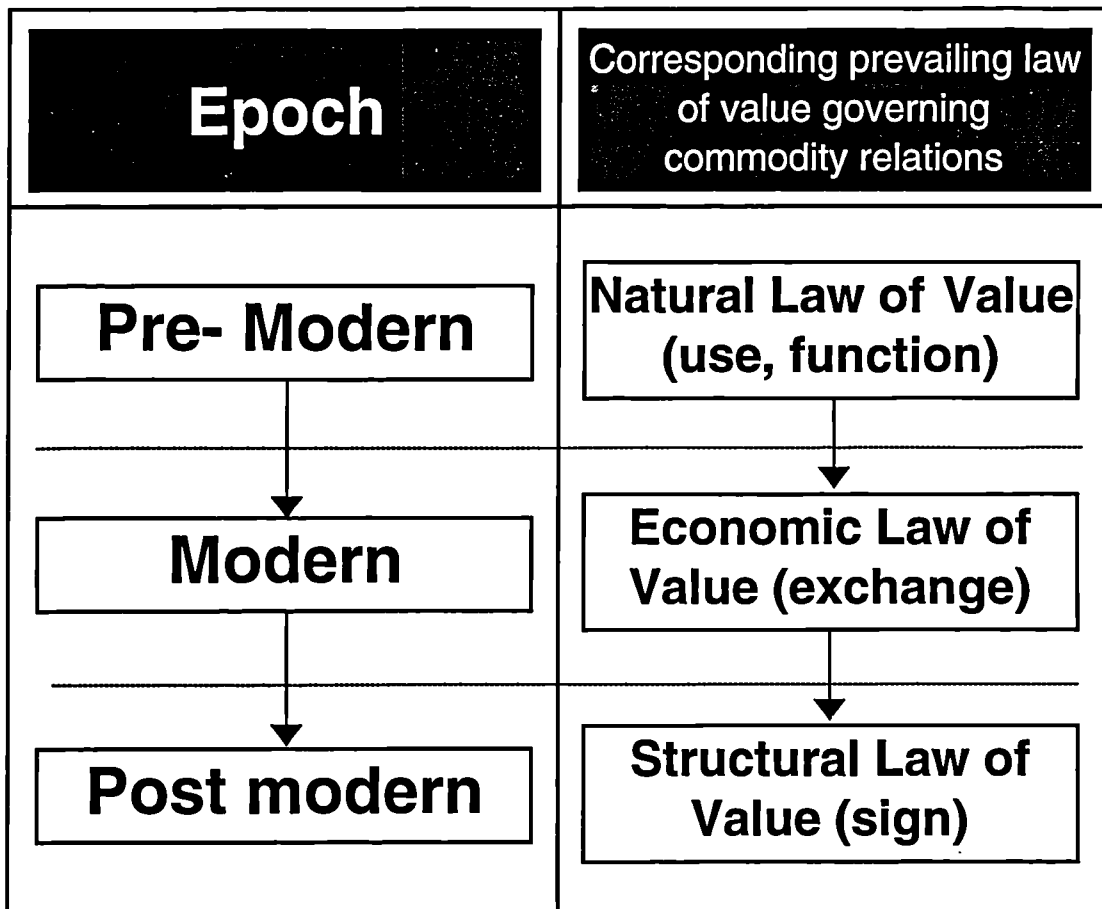 Epoch
Corresponding prevailing law
of value governing
commodity relations
Pre- Modern
Natural Law of Value
(use, function)
Modern
Economic Law of
Value (exchange)
Post modern
Structural Law of
Value (sign)